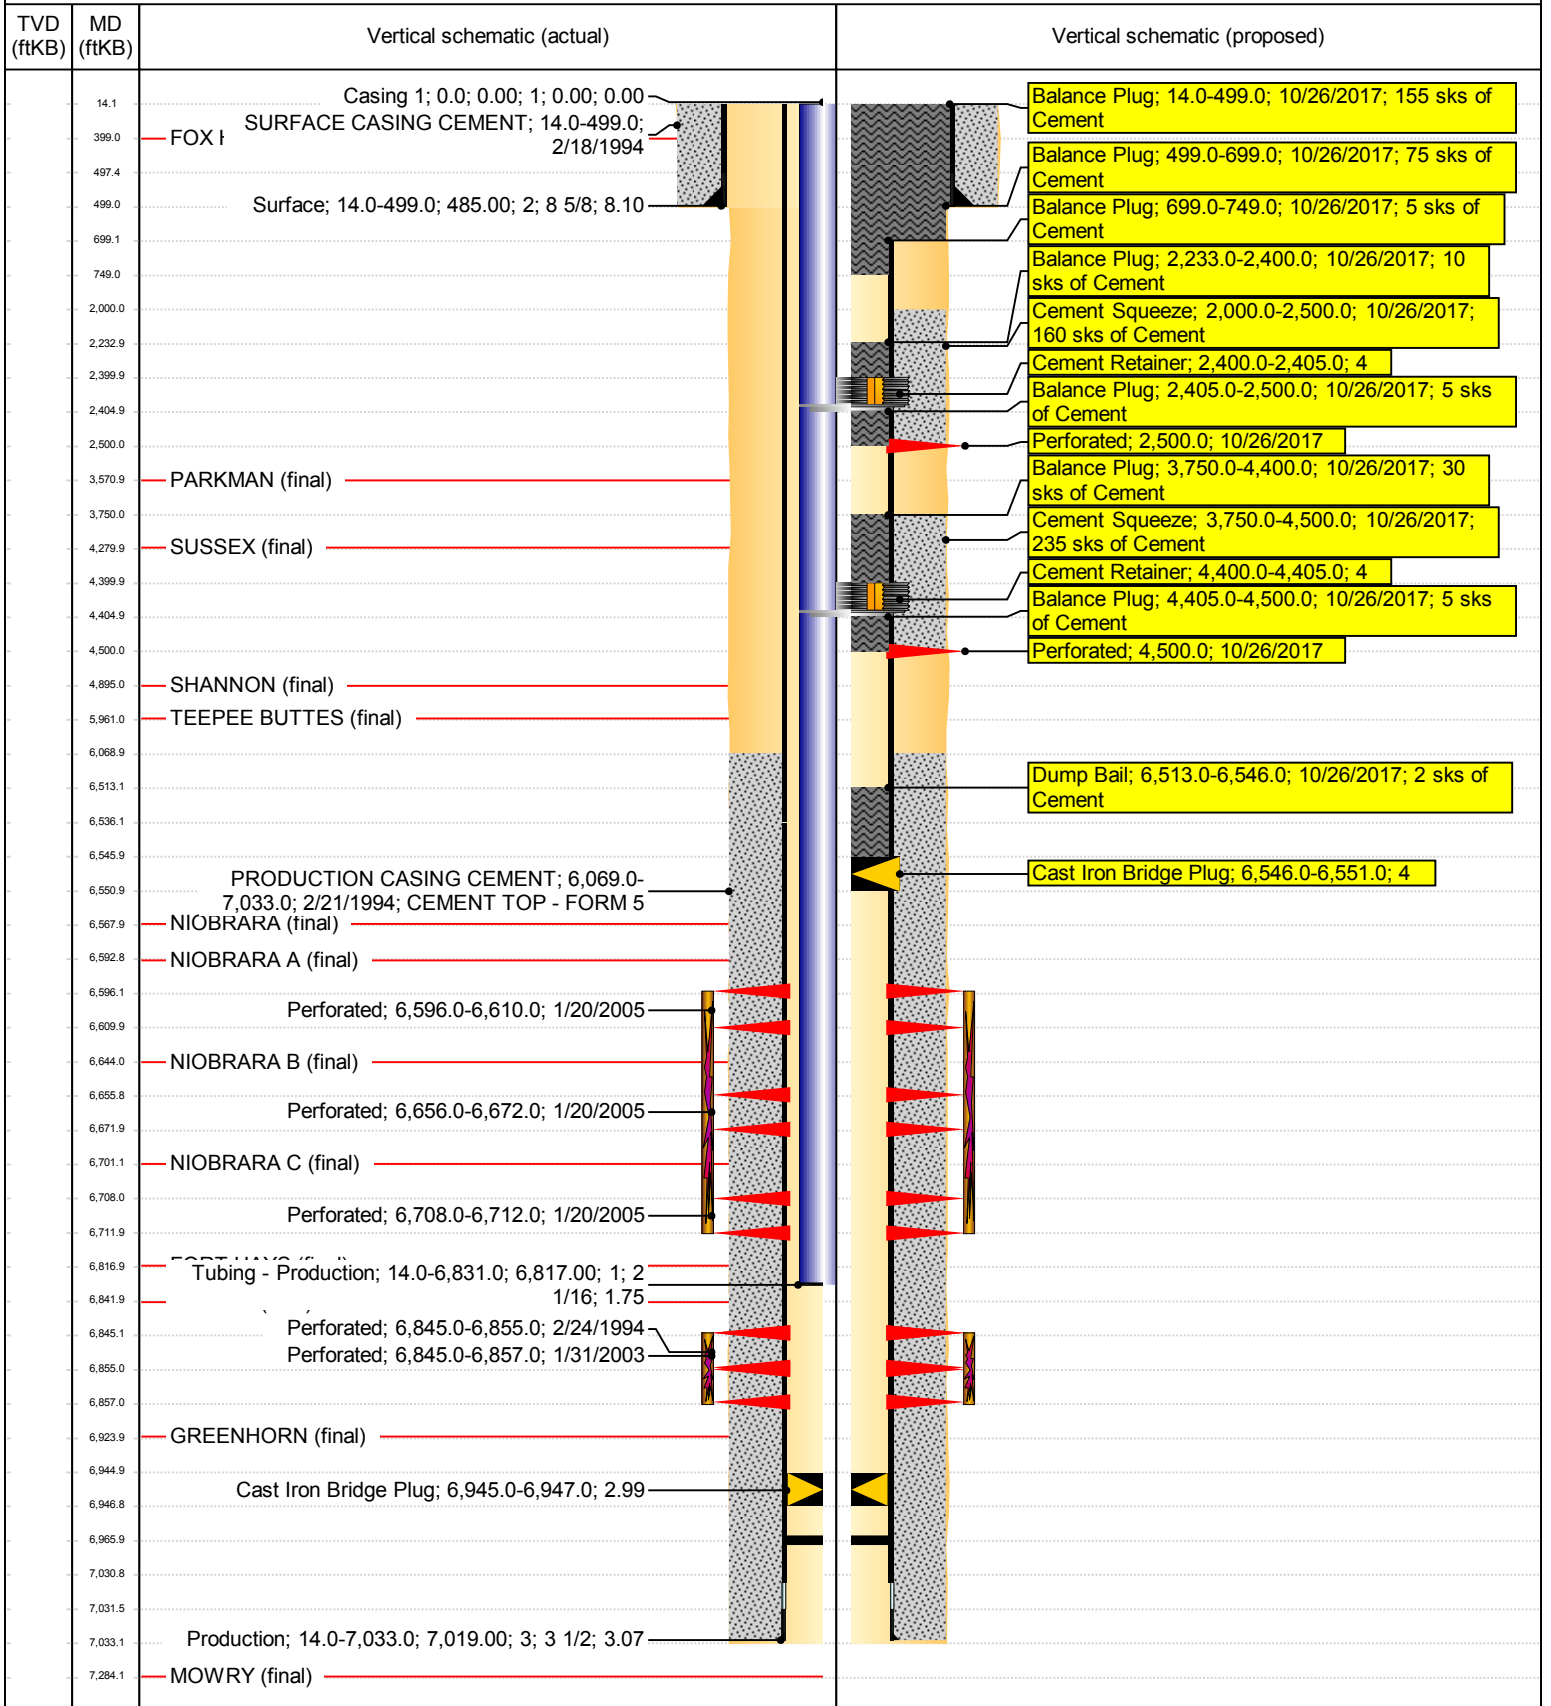 TVD (ftKB)
MD (ftKB)
Vertical schematic (actual)
Vertical schematic (proposed)
14.1
399.0
497.4
499.0
699.1
749.0
2,000.0
2,232.9
2,399.9
2,404.9
2,500.0
3,570.9
3,750.0
4,279.9
4,399.9
4,404.9
4,500.0
4,895.0
5,961.0
6,068.9
6,513.1
6,536.1
6,545.9
6,550.9
6,567.9
6,592.8
6,596.1
6,609.9
6,644.0
6,655.8
6,671.9
6,701.1
6,708.0
6,711.9
6,816.9
6,841.9
6,845.1
6,855.0
6,857.0
6,923.9
6,944.9
6,946.8
6,965.9
7,030.8
7,031.5
7,033.1
7,284.1
Casing 1; 0.0; 0.00; 1; 0.00; 0.00
SURFACE CASING CEMENT; 14.0-499.0;
2/18/1994
FOX
Surface; 14.0-499.0; 485.00; 2; 8 5/8; 8.10
PARKMAN (final)
SUSSEX (final)
SHANNON (final)
TEEPEE BUTTES (final)
PRODUCTION CASING CEMENT; 6,069.0-
7,033.0; 2/21/1994; CEMENT TOP - FORM 5
NIOBRARA (final)
NIOBRARA A (final)
Perforated; 6,596.0-6,610.0; 1/20/2005
NIOBRARA B (final)
Perforated; 6,656.0-6,672.0; 1/20/2005
NIOBRARA C (final)
Perforated; 6,708.0-6,712.0; 1/20/2005
FORT HAYS (final)
Tubing - Production; 14.0-6,831.0; 6,817.00; 1; 2
1/16; 1.75
Perforated; 6,845.0-6,855.0; 2/24/1994
Perforated; 6,845.0-6,857.0; 1/31/2003
GREENHORN (final)
Cast Iron Bridge Plug; 6,945.0-6,947.0; 2.99
Production; 14.0-7,033.0; 7,019.00; 3; 3 1/2; 3.07
MOWRY (final)
Balance Plug; 14.0-499.0; 10/26/2017; 155 sks of
Cement
Balance Plug; 499.0-699.0; 10/26/2017; 75 sks of
Cement
Balance Plug; 699.0-749.0; 10/26/2017; 5 sks of
Cement
Balance Plug; 2,233.0-2,400.0; 10/26/2017; 10
sks of Cement
Cement Squeeze; 2,000.0-2,500.0; 10/26/2017;
160 sks of Cement
Cement Retainer; 2,400.0-2,405.0; 4
Balance Plug; 2,405.0-2,500.0; 10/26/2017; 5 sks
of Cement
Perforated; 2,500.0; 10/26/2017
Balance Plug; 3,750.0-4,400.0; 10/26/2017; 30
sks of Cement
Cement Squeeze; 3,750.0-4,500.0; 10/26/2017;
235 sks of Cement
Cement Retainer; 4,400.0-4,405.0; 4
Balance Plug; 4,405.0-4,500.0; 10/26/2017; 5 sks
of Cement
Perforated; 4,500.0; 10/26/2017
Dump Bail; 6,513.0-6,546.0; 10/26/2017; 2 sks of
Cement
Cast Iron Bridge Plug; 6,546.0-6,551.0; 4